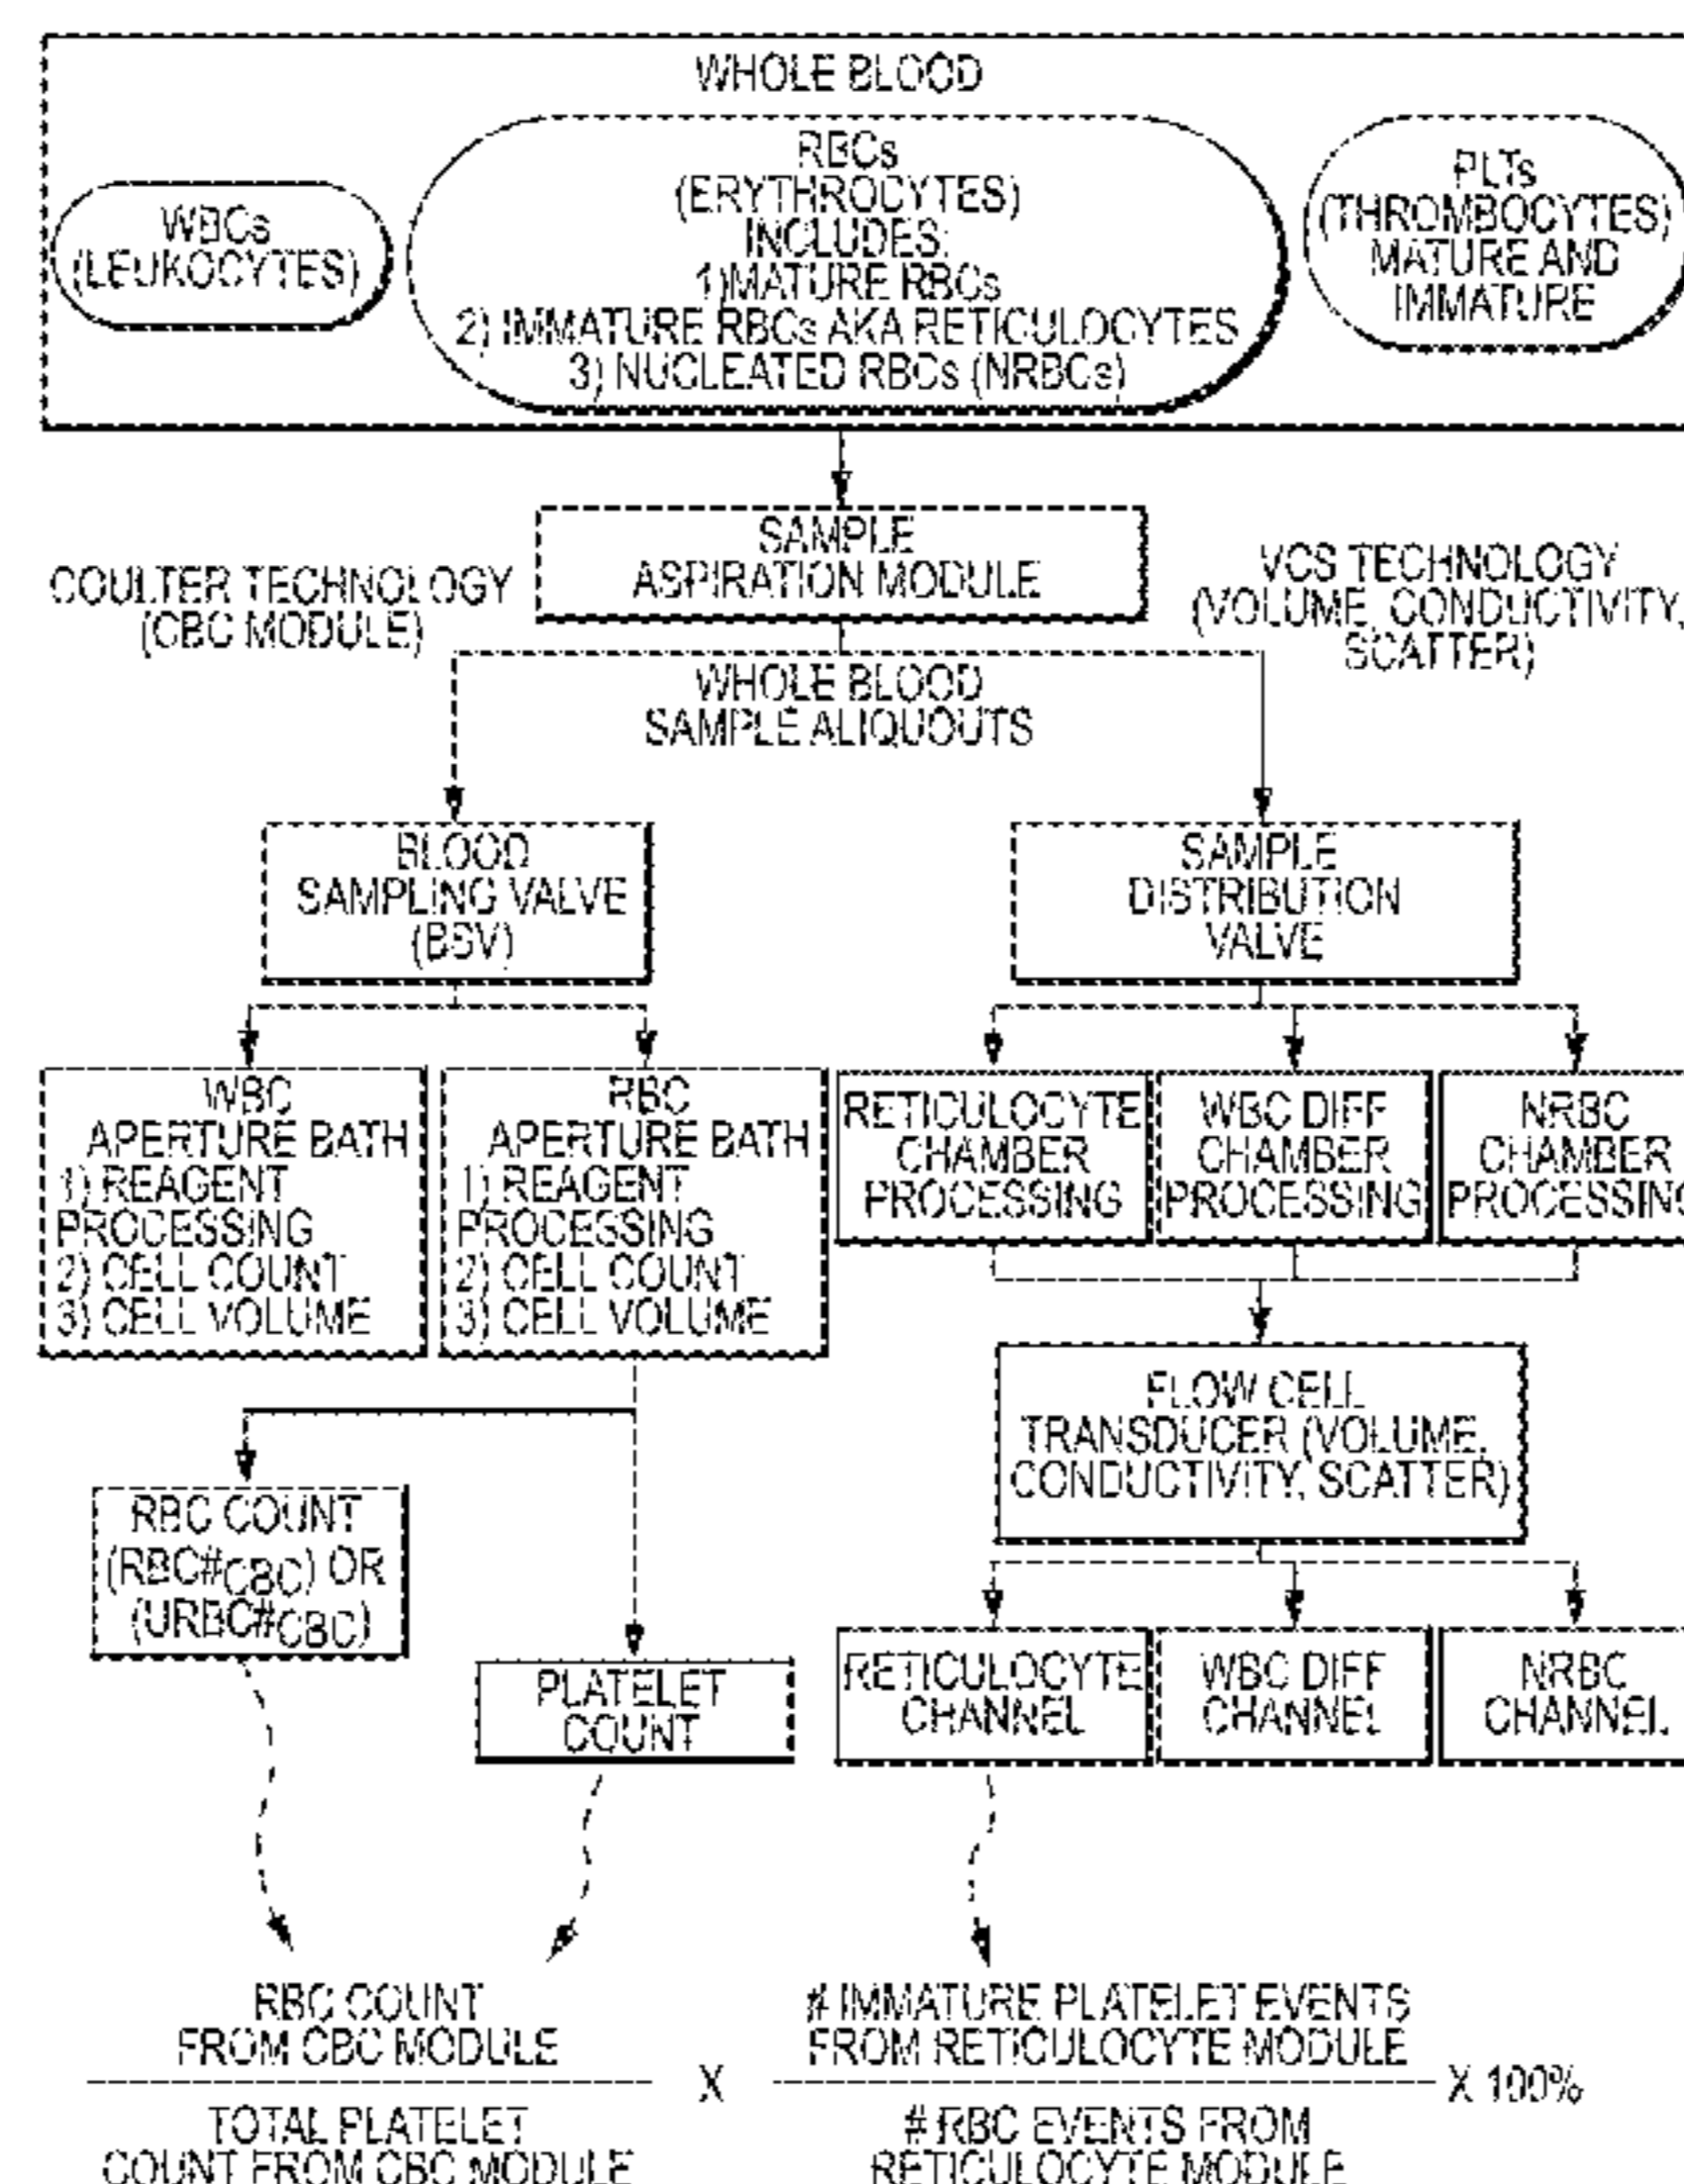 WHOLE BLOOD
WBCs
(LEUKOCYTES)
RBCs
(ERYTHROCYTES)
INCLUDES:
1)MATURE RBCs
2) IMMATURE RBCs AKA RETICULOCYTES
3) NUCLEATED RBCs (NRBCs)
PLTs
(THROMBOCYTES)
MATURE AND
IMMATURE
SAMPLE
ASPIRATION MODULE
COULTER TECHNOLOGY
(CBC MODULE)
VCS TECHNOLOGY
(VOLUME, CONDUCTIVITY,
SCATTER)
WHOLE BLOOD
SAMPLE ALIQUOUTS
BLOOD
SAMPLING VALVE
(BSV)
SAMPLE
DISTRIBUTION
VALVE
WBC
APERTURE BATH
1) REAGENT
PROCESSING
2) CELL COUNT
3) CELL VOLUME
RBC
APERTURE BATH
1) REAGENT
PROCESSING
2) CELL COUNT
3) CELL VOLUME
RETICULOCYTE
CHAMBER
PROCESSING
WBC DIFF
CHAMBER
PROCESSING
NRBC
CHAMBER
PROCESSING
FLOW CELL
TRANSDUCER (VOLUME,
CONDUCTIVITY, SCATTER)
RBC COUNT
(RBC#CBC) OR
(URBC#CBC)
PLATELET
COUNT
RETICULOCYTE
CHANNEL
WBC DIFF
CHANNEL
NRBC
CHANNEL
RBC COUNT
FROM CBC MODULE
TOTAL PLATELET
COUNT FROM CBC MODULE
X
# IMMATURE PLATELET EVENTS
FROM RETICULOCYTE MODULE
# RBC EVENTS FROM
RETICULOCYTE MODULE
X 100%